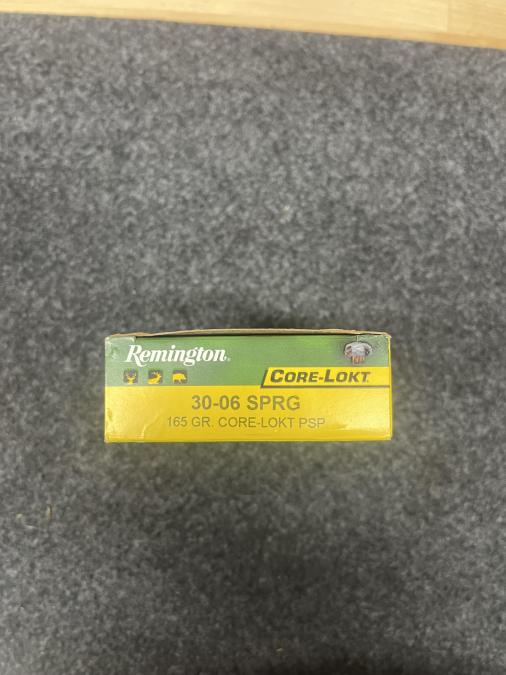 Remington
CORE-LOKT
30-06 SPRG
165 GR. CORE-LOKT PSP